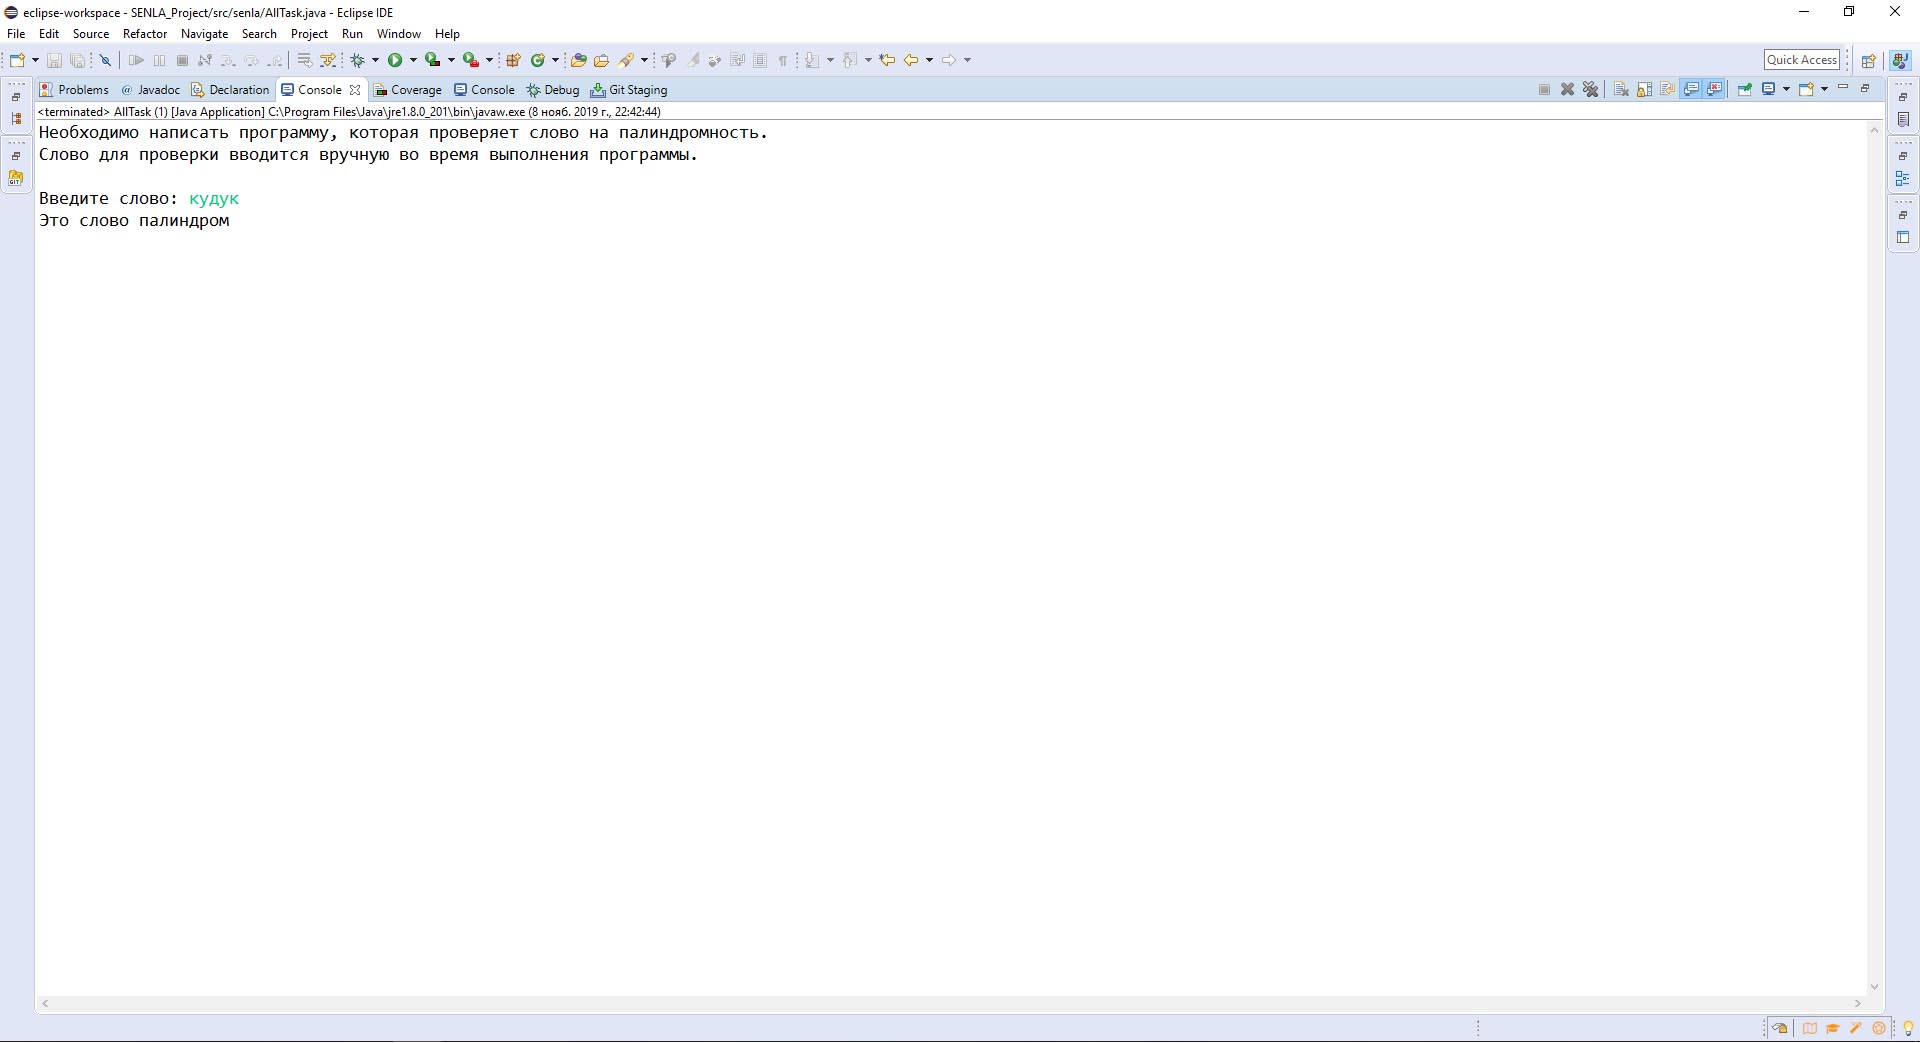 eclipse-workspace - SENLA_Project/src/senla/AllTask.java - Eclipse IDE
File Edit Source Refactor Navigate Search Project Run Window Help
Quick Access
Problems @ Javadoc Declaration Console Coverage Console Debug Git Staging
<terminated> AllTask (1) [Java Application] C:\Program Files\Java\jre1.8.0_201\bin\javaw.exe (8 нояб. 2019 г., 22:42:44)
Необходимо написать программу, которая проверяет слово на палиндромность.
Слово для проверки вводится вручную во время выполнения программы.
Введите слово: кудук
Это слово палиндром